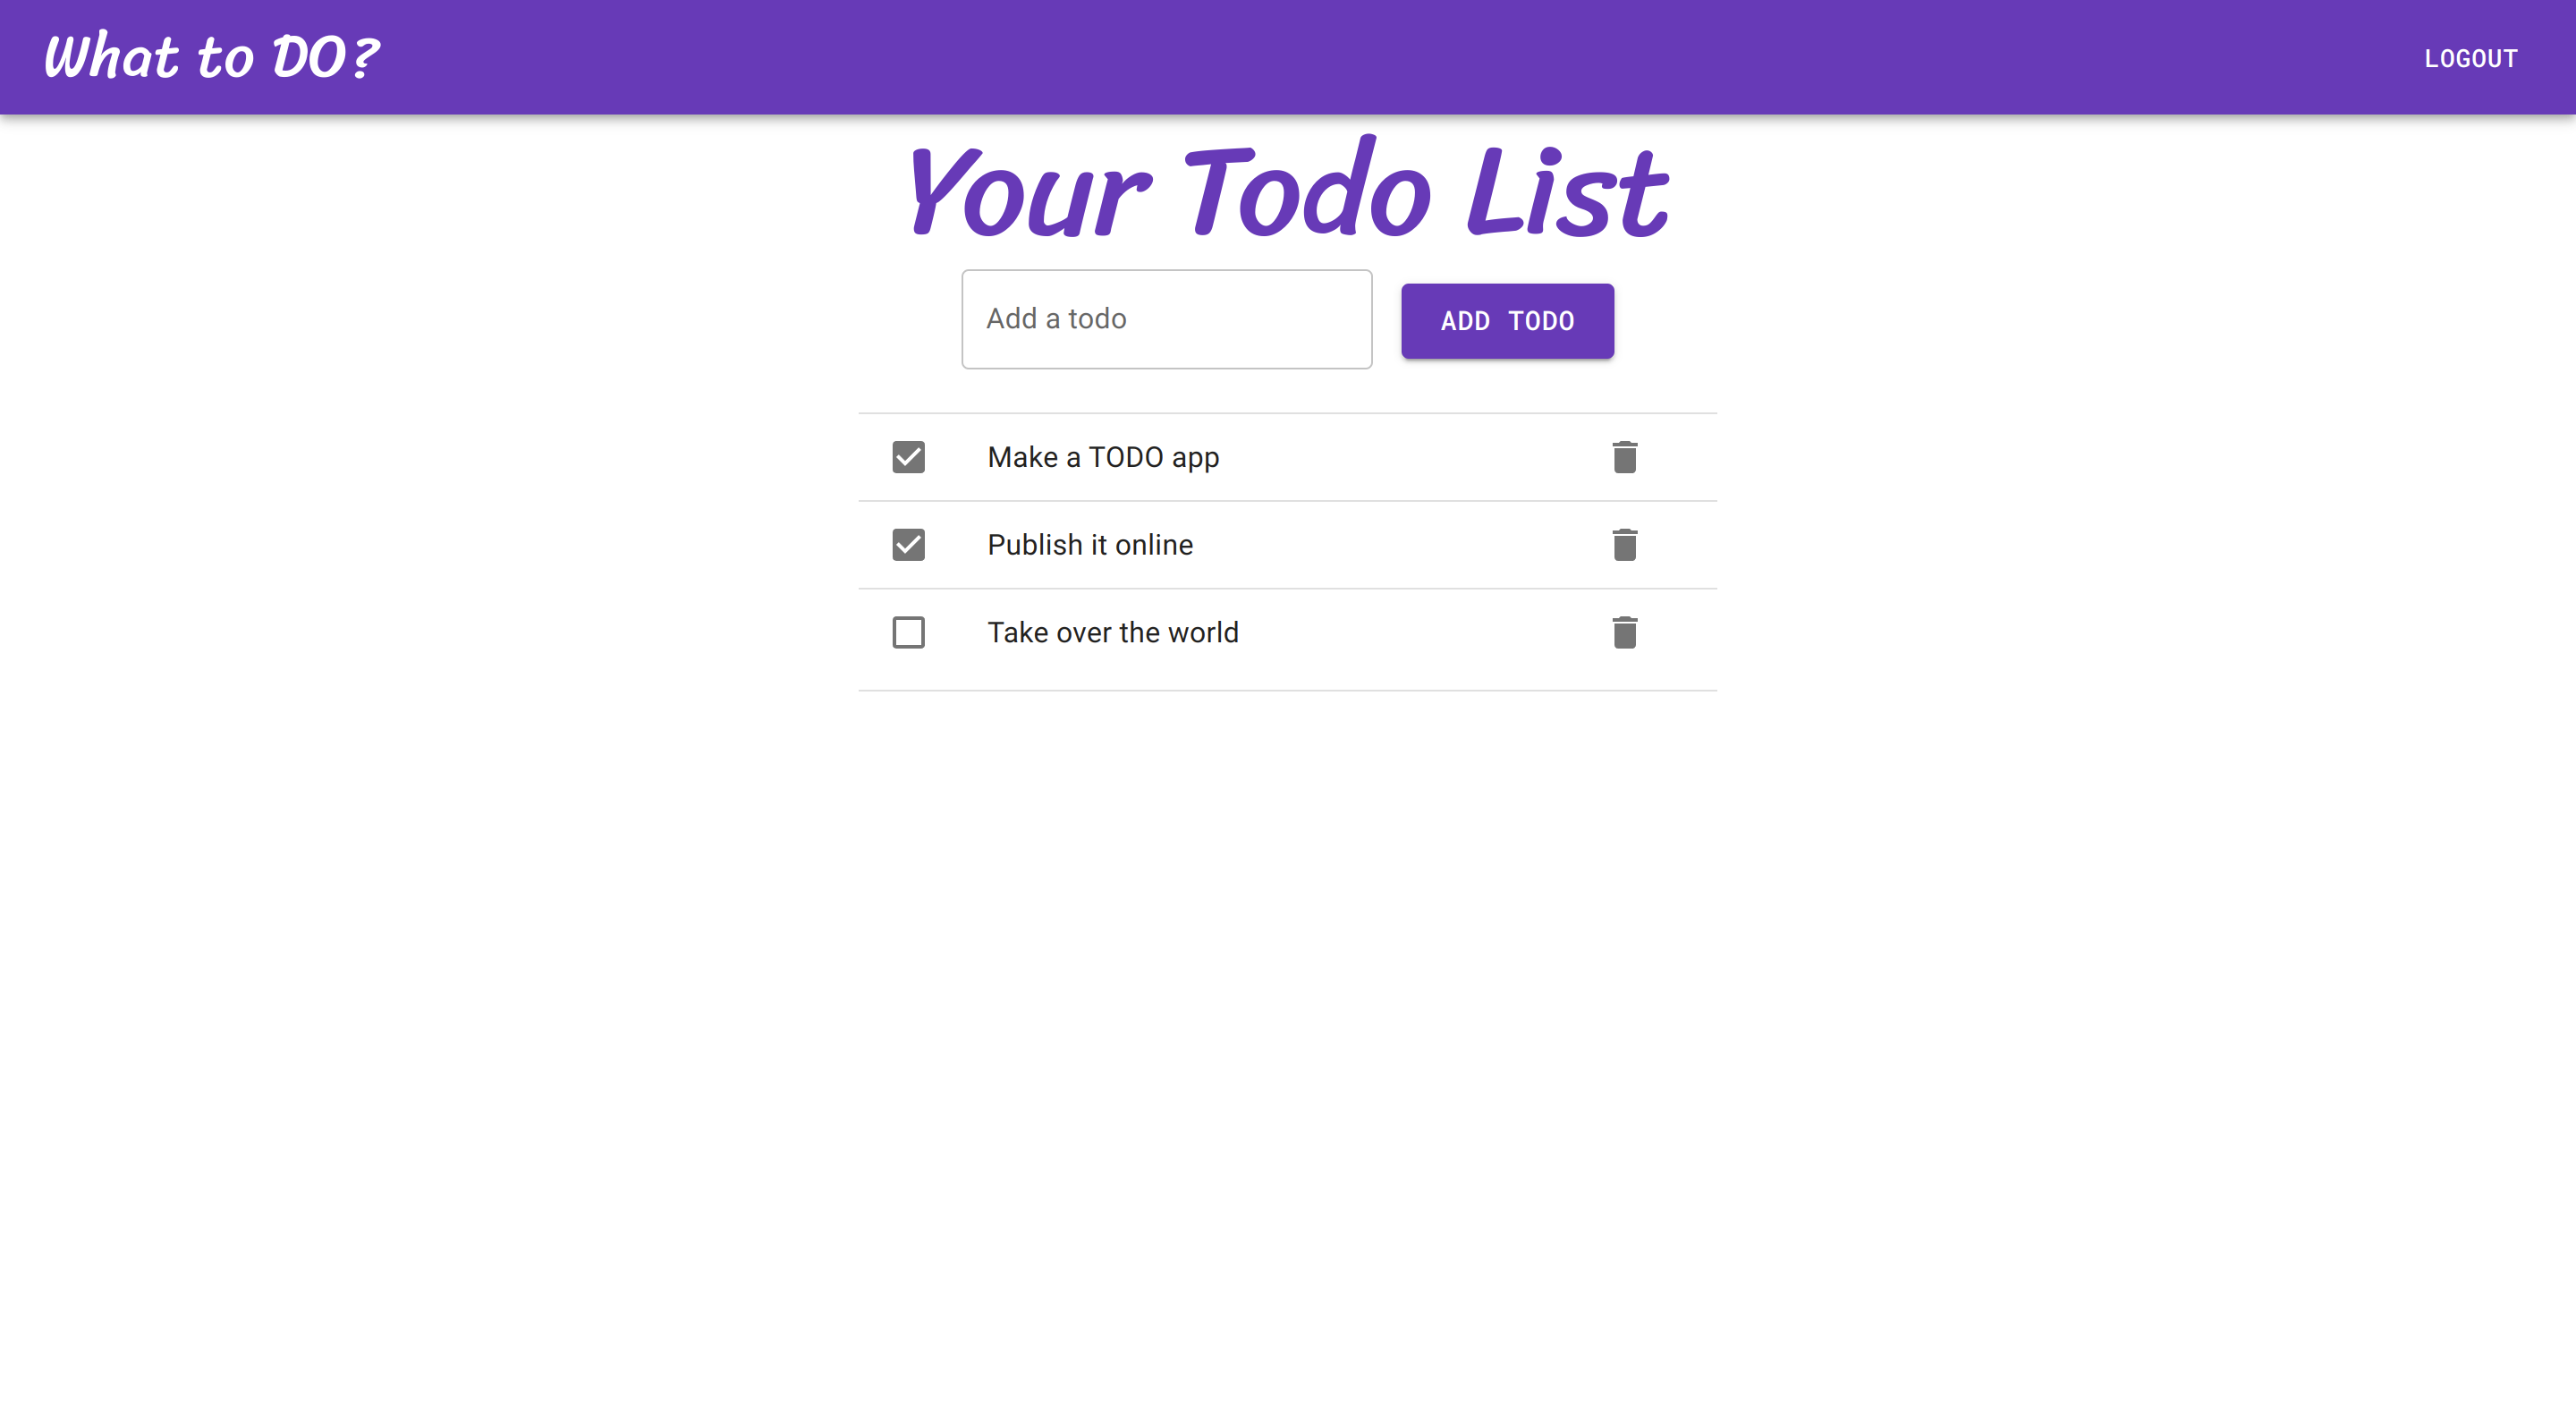 What to DO?
LOGOUT
Your Todo List
Add a todo
ADD TODO
Make a TODO app
Publish it online
Take over the world